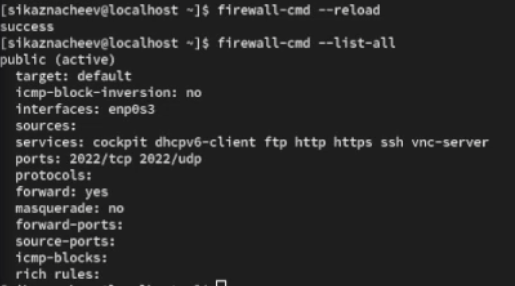 [sikaznacheev@localhost ~]$ firewall-cmd --reload
success
[sikaznacheev@localhost ~]$ firewall-cmd --list-all
public (active)
  target: default
  icmp-block-inversion: no
  interfaces: enp0s3
  sources:
  services: cockpit dhcpv6-client ftp http https ssh vnc-server
  ports: 2022/tcp 2022/udp
  protocols:
  forward: yes
  masquerade: no
  forward-ports:
  source-ports:
  icmp-blocks:
  rich rules: